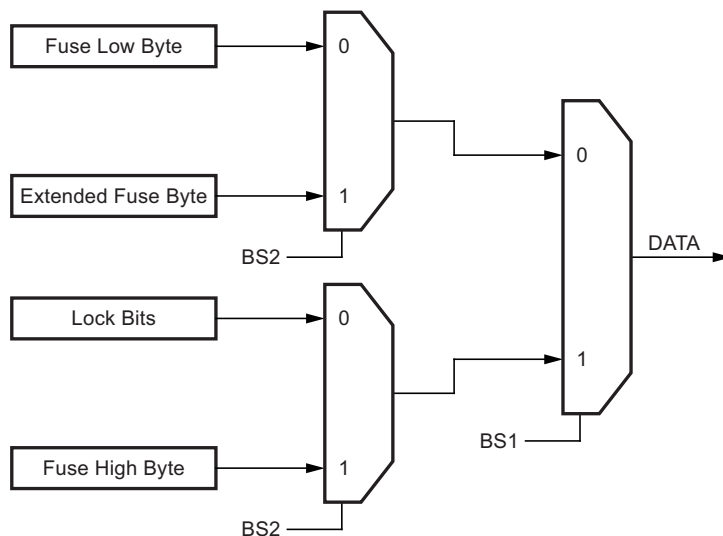 Fuse Low Byte
0
Extended Fuse Byte
1
BS2
0
DATA
Lock Bits
0
1
BS1
Fuse High Byte
1
BS2